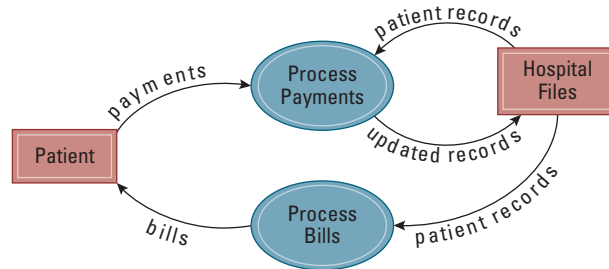 patient records
payments
Process
Payments
Hospital
Files
updated records
Patient
Process
Bills
bills
patient records